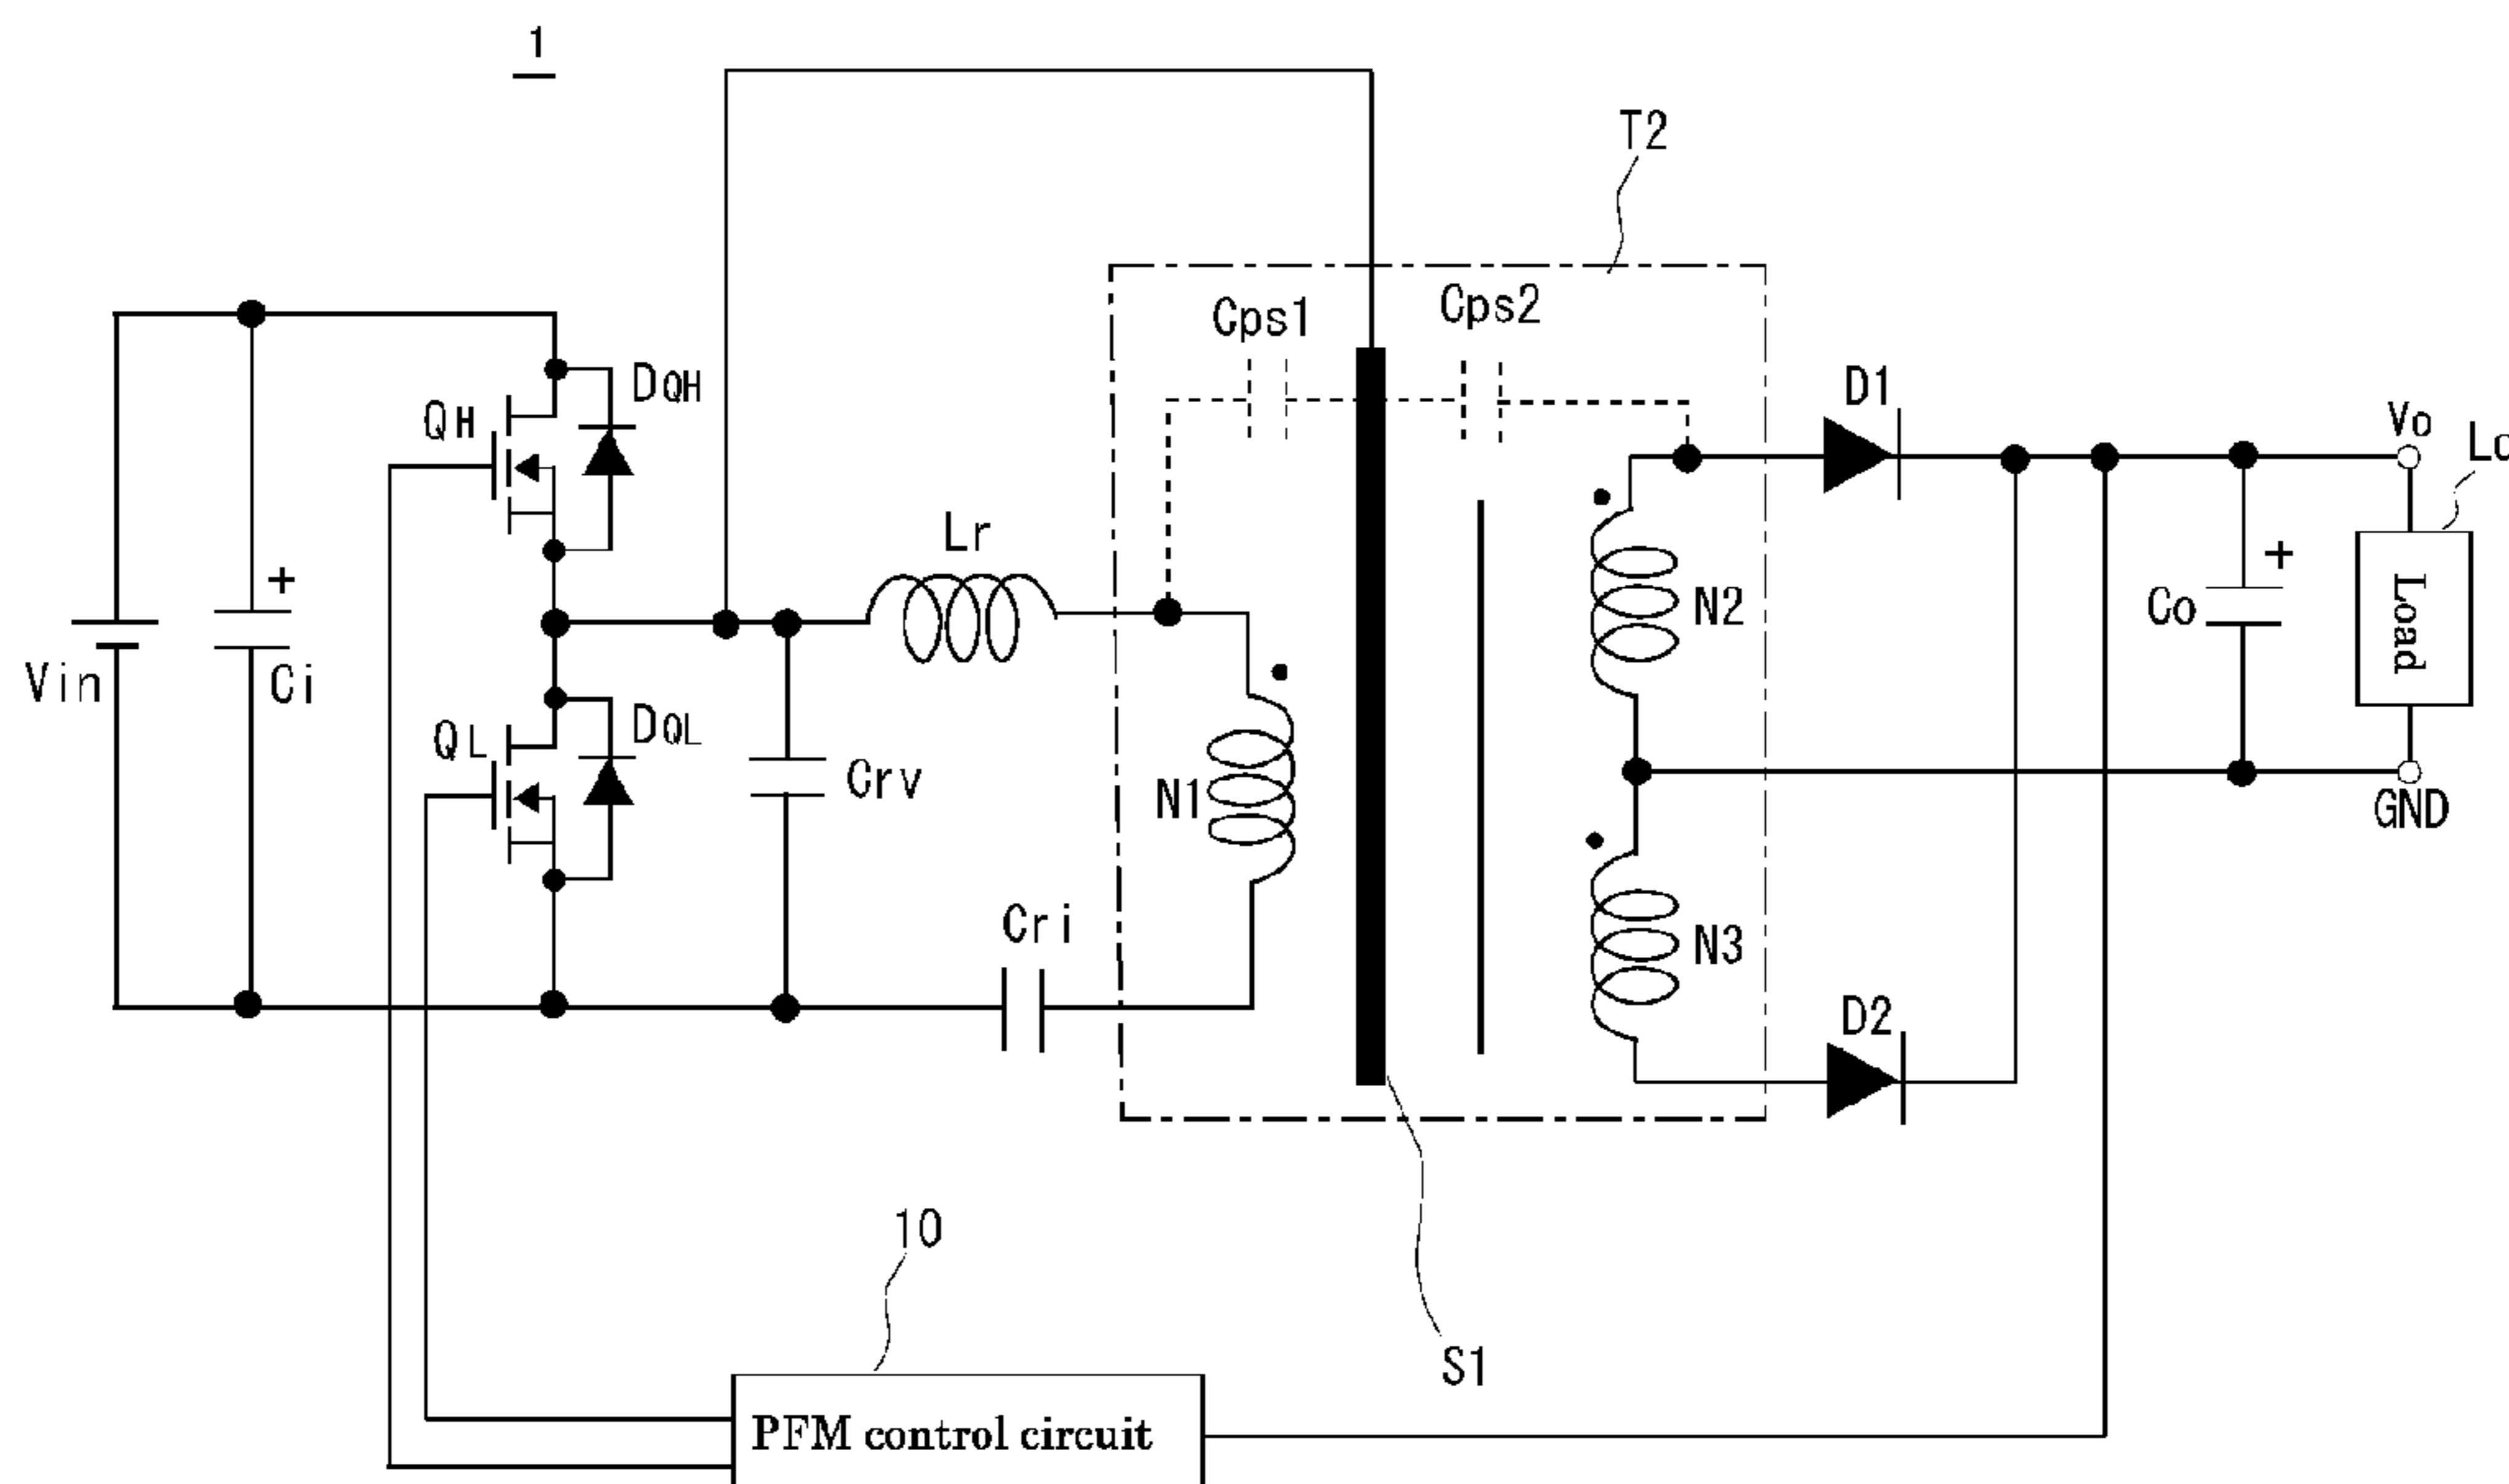 1
T2
Cps1
Cps2
DQH
QH
D1
Vo
Lo
Lr
N2
Co
+
Load
+
Vin
Ci
QL
DQL
Crv
N1
GND
Cri
N3
D2
10
S1
PFM control circuit